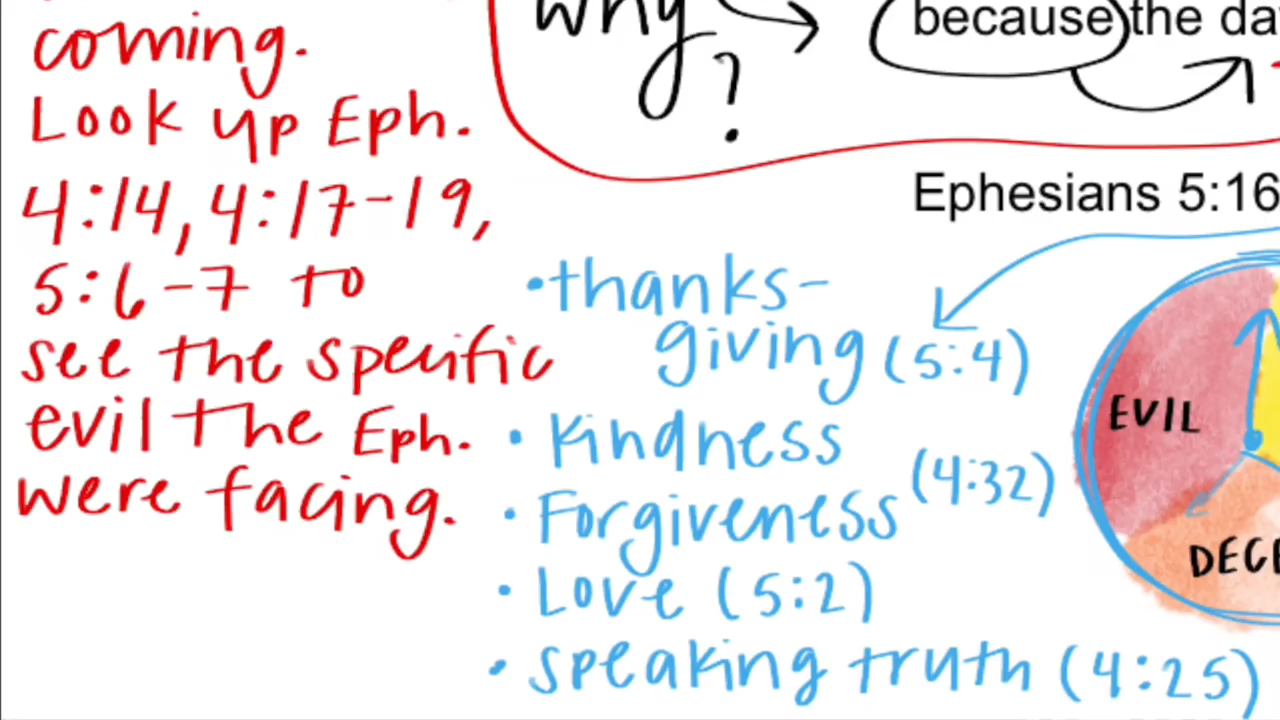 coming.
Look up Eph.
4:14, 4:17-19,
5:6-7 to
see the specific
evil the Eph.
were facing.
why
?
because the da
Ephesians 5:16
• thanks-
giving (5:4)
• Kindness
(4:32)
• Forgiveness
• Love (5:2)
• speaking truth (4:25)
EVIL
DECE